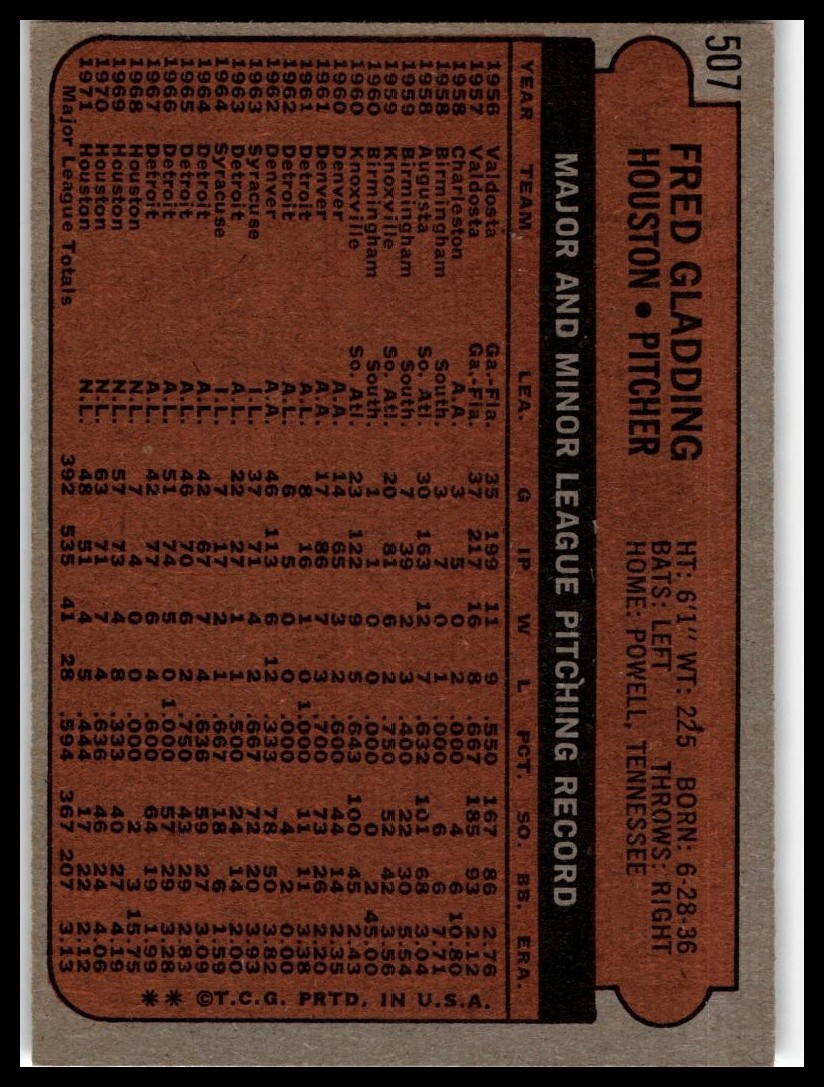 507
FRED GLADDING
HOUSTON • PITCHER
HT: 6'1" WT: 225 BORN: 6-28-36
BATS: LEFT THROWS: RIGHT
HOME: POWELL, TENNESSEE
MAJOR AND MINOR LEAGUE PITCHING RECORD
YEAR TEAM LEA. G IP W L PCT. SO. BB. ERA.
1956 Valdosta Ga.-Fla. 35 199 11 9 .550 167 86 2.76
1957 Valdosta Ga.-Fla. 37 217 16 8 .667 185 93 2.12
1958 Charleston A.A. 3 5 0 2 .000 4 6 10.80
1958 Birmingham South. 3 7 0 1 .000 6 6 7.71
1958 Augusta So. Atl. 30 163 12 7 .632 101 68 3.04
1959 Birmingham South. 7 39 2 3 .400 22 30 5.54
1959 Knoxville So. Atl. 20 81 6 2 .750 52 42 3.56
1960 Birmingham South. 1 1 0 0 .000 0 2 45.00
1960 Knoxville So. Atl. 23 122 9 5 .643 100 45 2.43
1960 Denver A.A. 14 65 3 2 .600 44 14 2.35
1961 Denver A.A. 17 86 7 3 .700 73 26 2.20
1961 Detroit A.L. 8 16 1 0 1.000 11 11 3.38
1962 Detroit A.L. 6 5 0 0 .000 4 2 0.00
1962 Denver A.A. 46 113 6 12 .333 78 50 3.82
1963 Syracuse I.L. 37 71 4 2 .667 72 20 3.93
1963 Detroit A.L. 22 27 1 1 .500 24 14 2.00
1964 Syracuse I.L. 7 17 2 1 .667 18 6 1.59
1964 Detroit A.L. 42 67 7 4 .636 59 27 3.09
1965 Detroit A.L. 46 70 6 2 .750 43 29 2.83
1966 Detroit A.L. 51 74 5 0 1.000 57 29 3.28
1967 Detroit A.L. 42 77 6 4 .600 64 19 1.99
1968 Houston N.L. 7 4 0 0 .000 2 3 15.75
1969 Houston N.L. 57 73 4 8 .333 40 27 4.19
1970 Houston N.L. 63 71 7 4 .636 46 24 4.06
1971 Houston N.L. 48 51 4 5 .444 17 22 2.12
Major League Totals 392 535 41 28 .594 367 207 3.13
** ©T.C.G. PRTD. IN U.S.A.